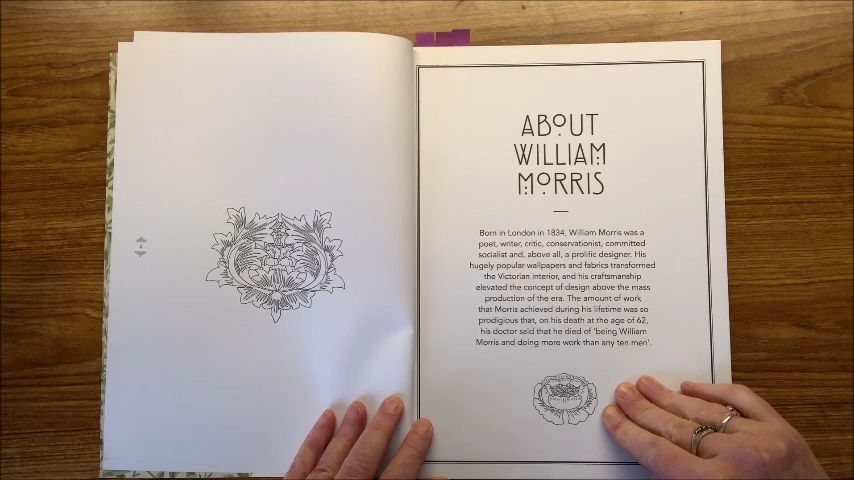 ABOUT
WILLIAM
MORRIS
Born in London in 1834, William Morris was a
poet, writer, critic, conservationist, committed
socialist and, above all, a prolific designer. His
hugely popular wallpapers and fabrics transformed
the Victorian interior, and his craftsmanship
elevated the concept of design above the mass
production of the era. The amount of work
that Morris achieved during his lifetime was so
prodigious that, on his death at the age of 62,
his doctor said that he died of 'being William
Morris and doing more work than any ten men'.